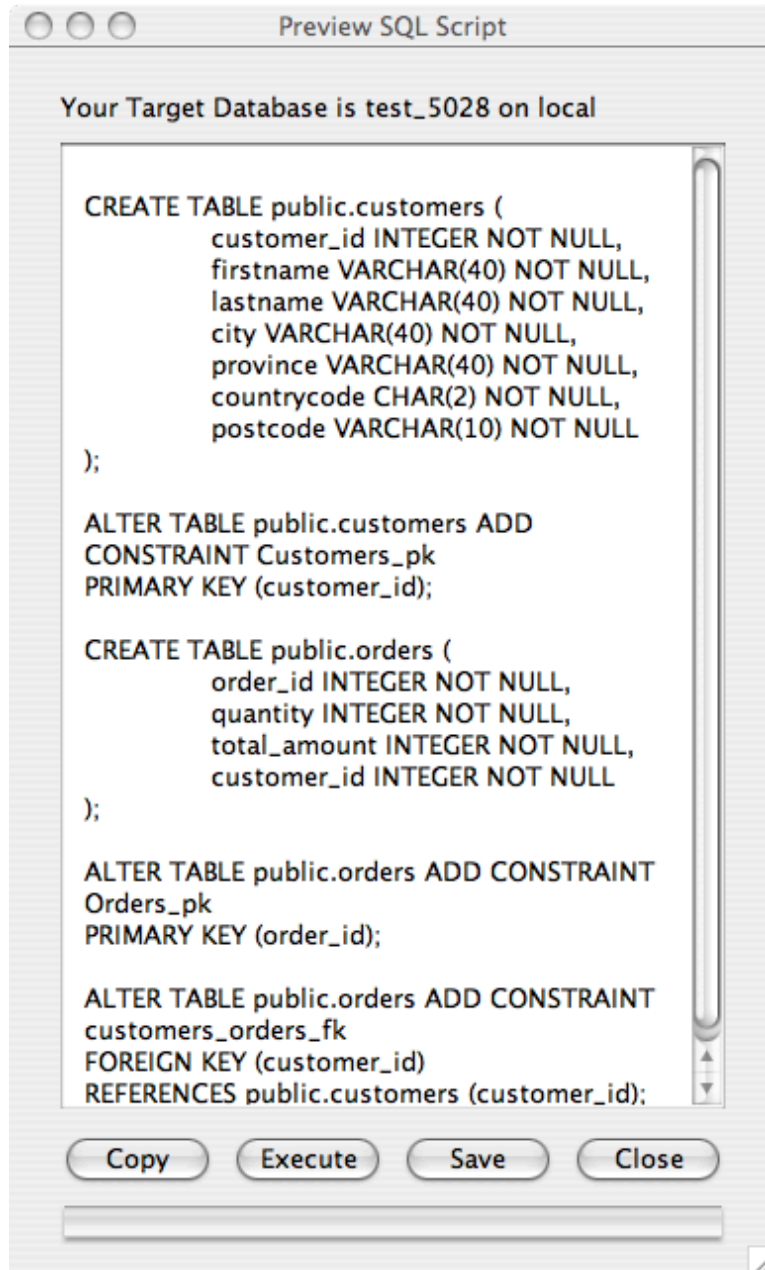 Preview SQL Script
Your Target Database is test_5028 on local
CREATE TABLE public.customers (
customer_id INTEGER NOT NULL,
firstname VARCHAR(40) NOT NULL,
lastname VARCHAR(40) NOT NULL,
city VARCHAR(40) NOT NULL,
province VARCHAR(40) NOT NULL,
countrycode CHAR(2) NOT NULL,
postcode VARCHAR(10) NOT NULL
);
ALTER TABLE public.customers ADD
CONSTRAINT Customers_pk
PRIMARY KEY (customer_id);
CREATE TABLE public.orders (
order_id INTEGER NOT NULL,
quantity INTEGER NOT NULL,
total_amount INTEGER NOT NULL,
customer_id INTEGER NOT NULL
);
ALTER TABLE public.orders ADD CONSTRAINT
Orders_pk
PRIMARY KEY (order_id);
ALTER TABLE public.orders ADD CONSTRAINT
customers_orders_fk
FOREIGN KEY (customer_id)
REFERENCES public.customers (customer_id);
Copy Execute Save Close